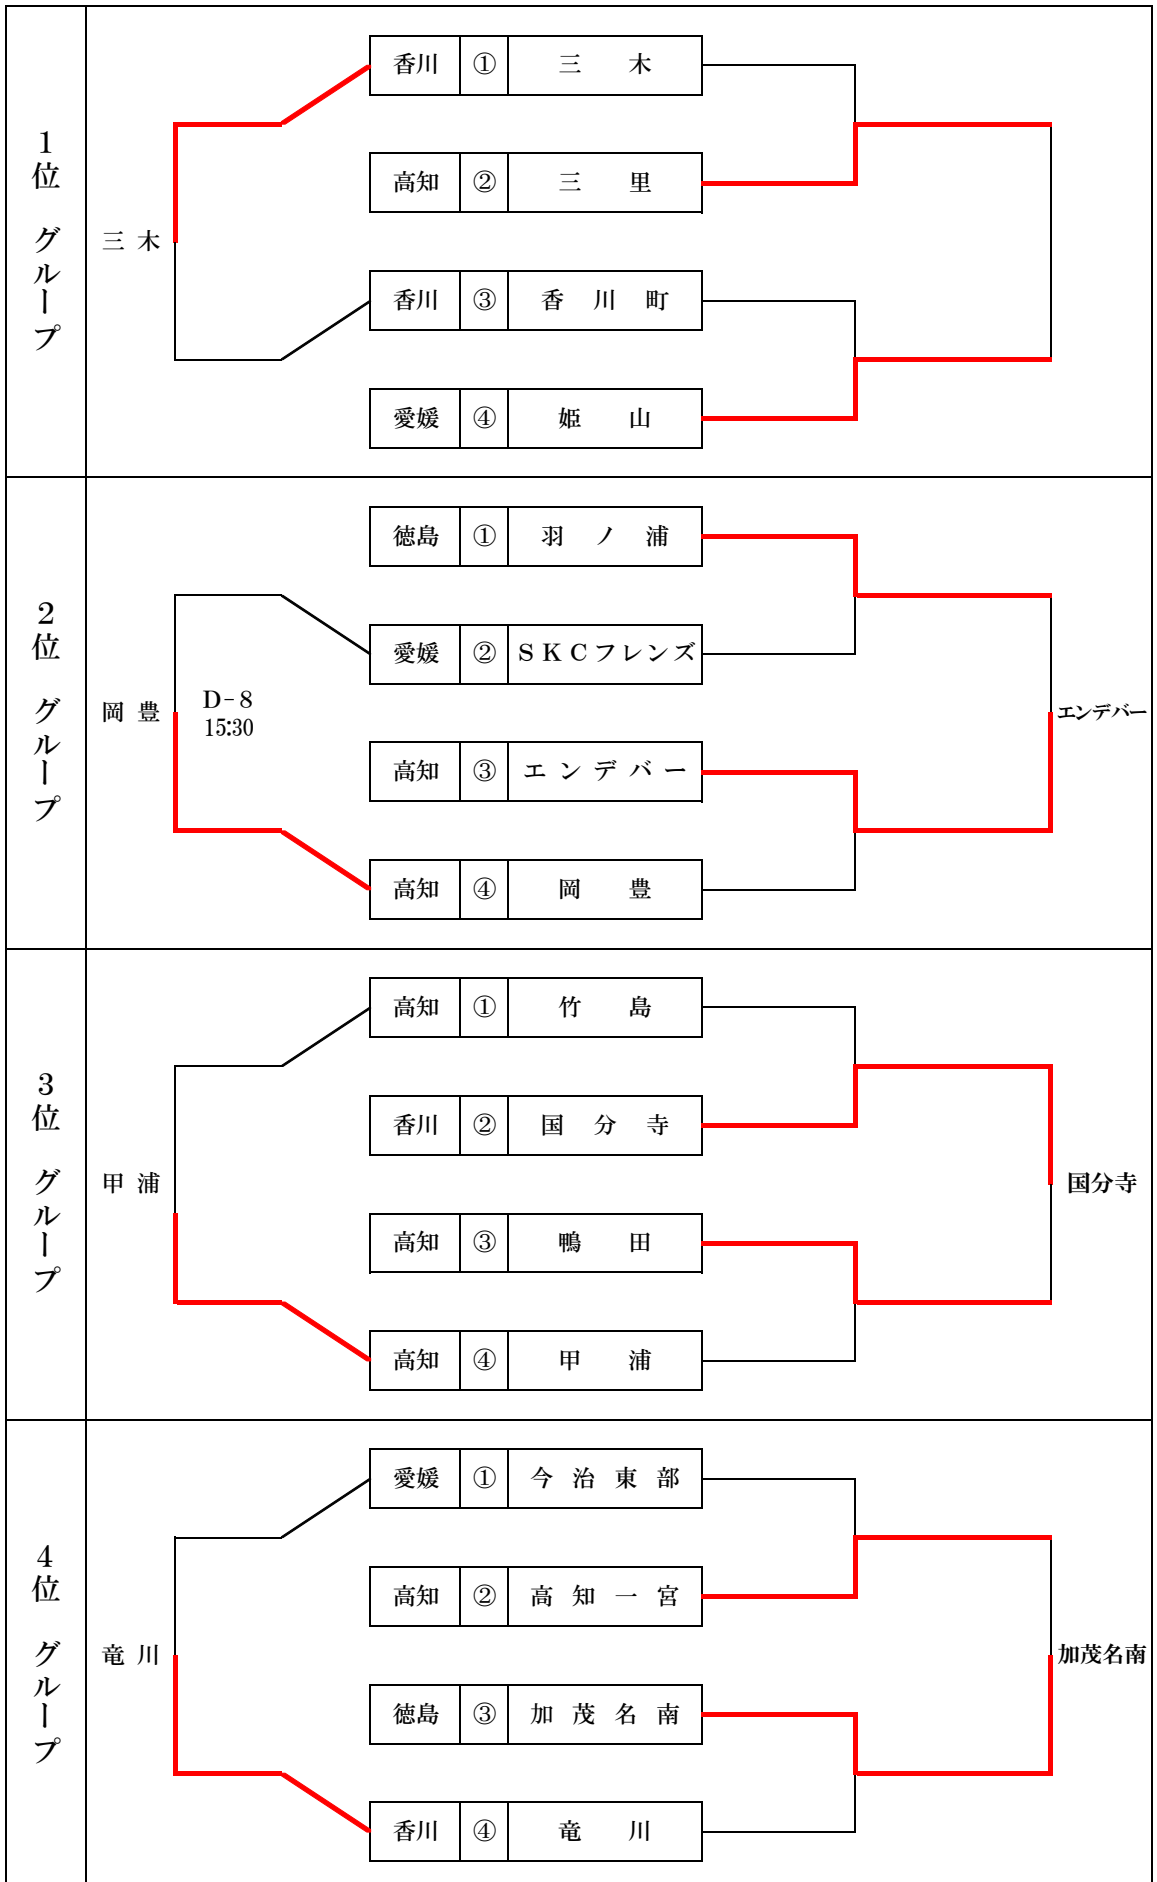 1位 グループ
香川 ① 三 木
高知 ② 三 里
三 木
香川 ③ 香 川 町
愛媛 ④ 姫 山
2位 グループ
徳島 ① 羽 ノ 浦
愛媛 ② SKCフレンズ
岡 豊
D-8
15:30
エンデバー
高知 ③ エンデバー
高知 ④ 岡 豊
3位 グループ
高知 ① 竹 島
香川 ② 国 分 寺
甲 浦
国分寺
高知 ③ 鴨 田
高知 ④ 甲 浦
4位 グループ
愛媛 ① 今 治 東 部
高知 ② 高 知 一 宮
竜 川
加茂名南
徳島 ③ 加 茂 名 南
香川 ④ 竜 川